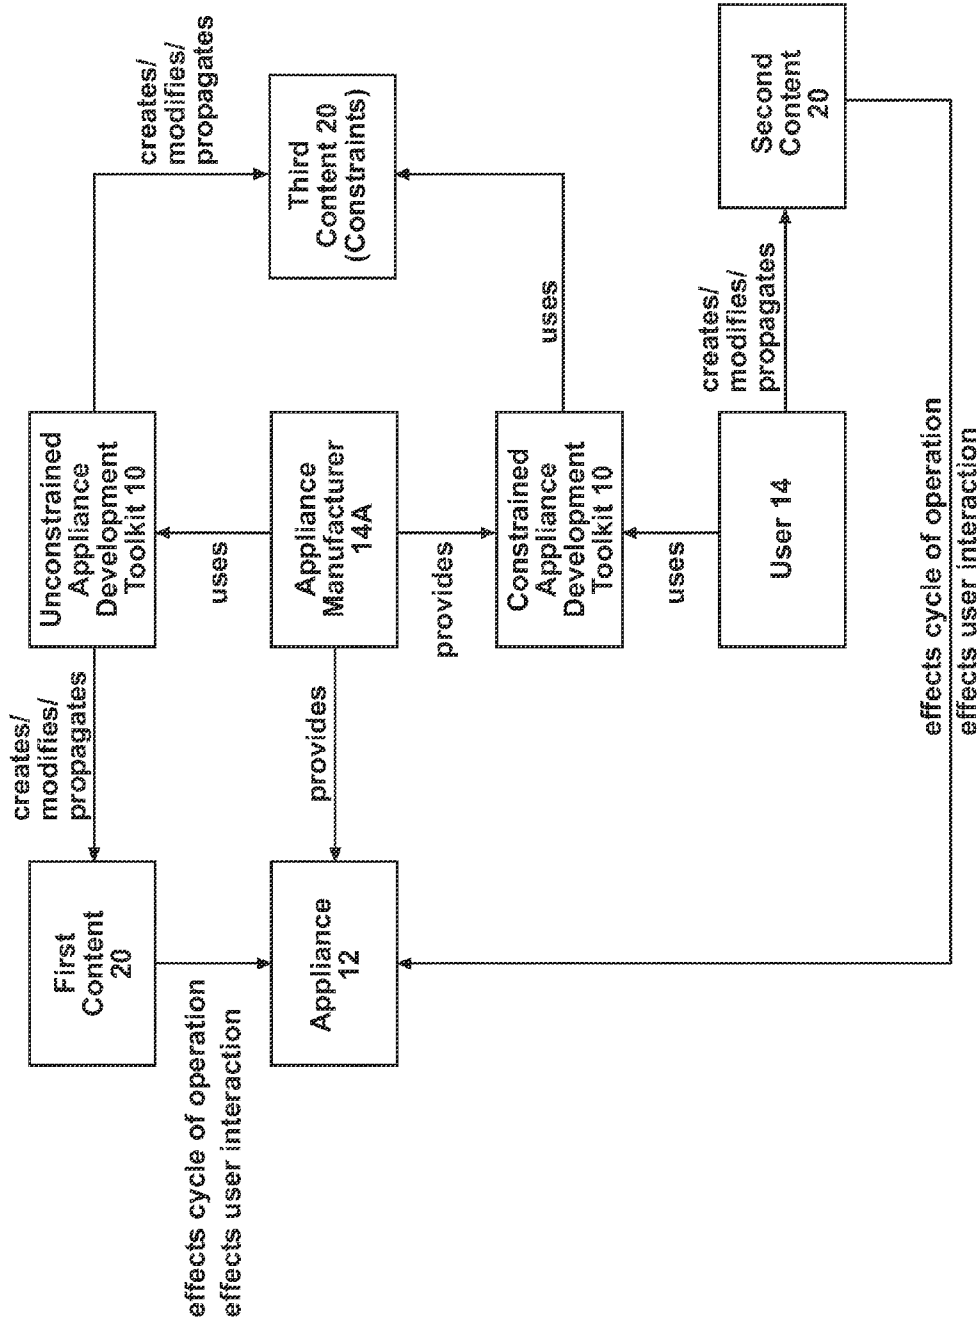 First
Content
20
creates/
modifies/
propagates
Unconstrained
Appliance
Development
Toolkit 10
creates/
modifies/
propagates
effects cycle of operation
effects user interaction
uses
Appliance
12
provides
Appliance
Manufacturer
14A
Third
Content 20
(Constraints)
provides
uses
Constrained
Appliance
Development
Toolkit 10
uses
User 14
creates/
modifies/
propagates
Second
Content
20
effects cycle of operation
effects user interaction